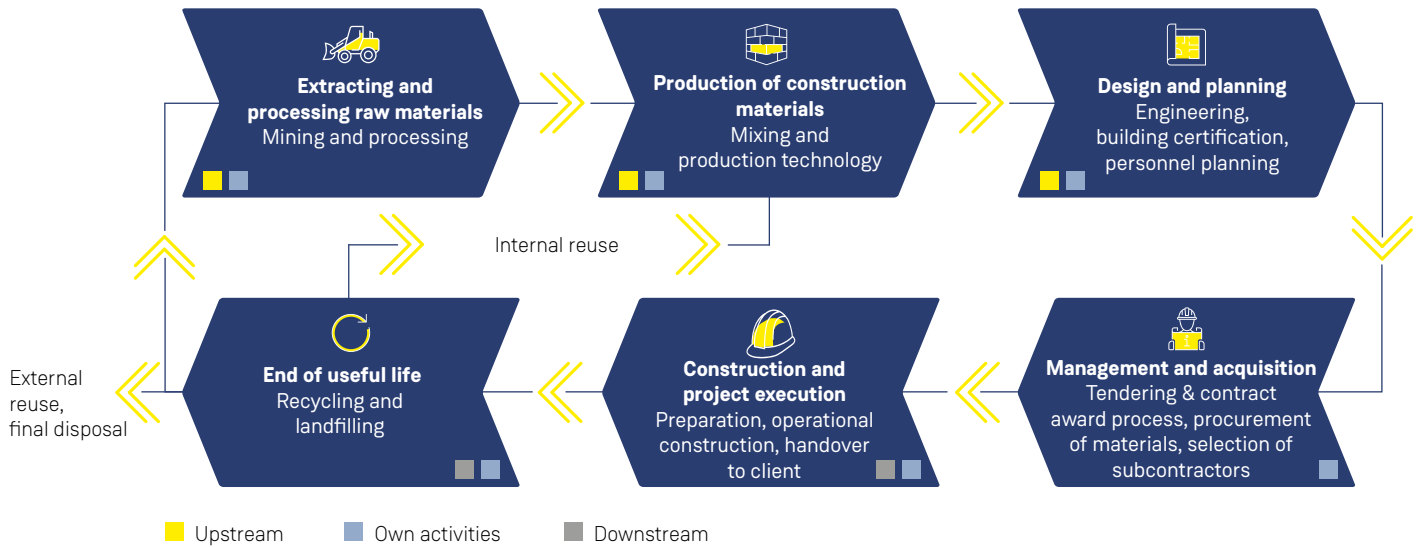 Extracting and
processing raw materials
Mining and processing
Production of construction
materials
Mixing and
production technology
Design and planning
Engineering,
building certification,
personnel planning
Internal reuse
External
reuse,
final disposal
End of useful life
Recycling and
landfilling
Construction and
project execution
Preparation, operational
construction, handover
to client
Management and acquisition
Tendering & contract
award process, procurement
of materials, selection of
subcontractors
Upstream
Own activities
Downstream